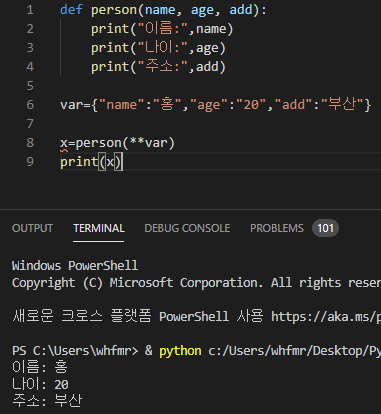 1 def person(name, age, add):
2 print("이름:",name)
3 print("나이:",age)
4 print("주소:",add)
5
6 var={"name":"홍","age":"20","add":"부산"}
7
8 x=person(**var)
9 print(x)
OUTPUT TERMINAL DEBUG CONSOLE PROBLEMS 101
Windows PowerShell
Copyright (C) Microsoft Corporation. All rights reser
새로운 크로스 플랫폼 PowerShell 사용 https://aka.ms/p
PS C:\Users\whfmr> & python c:/Users/whfmr/Desktop/Py
이름: 홍
나이: 20
주소: 부산